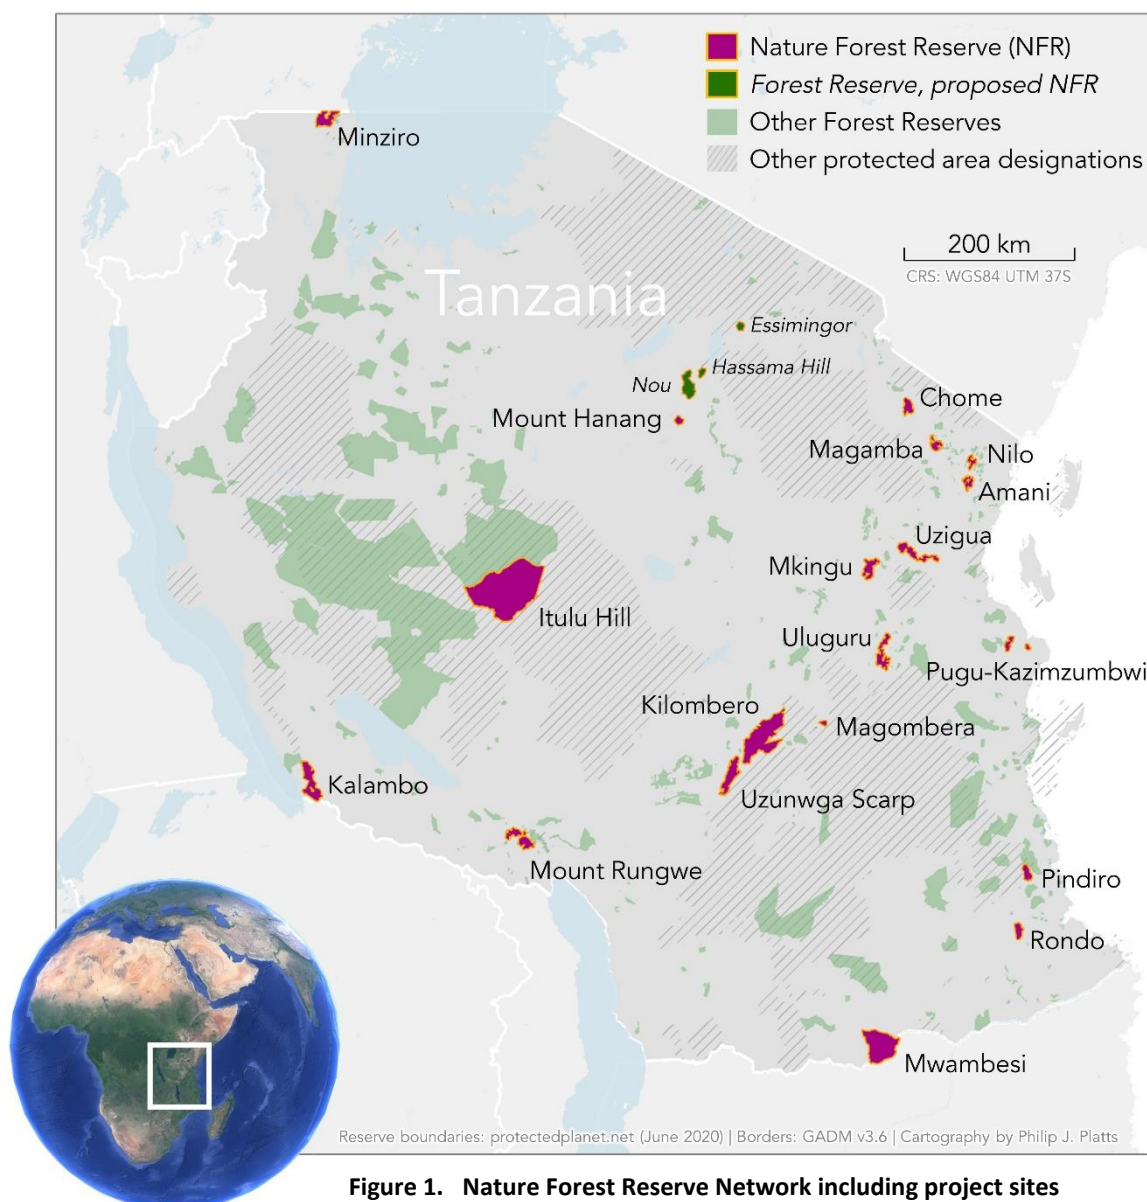 Nature Forest Reserve (NFR)
Forest Reserve, proposed NFR
Other Forest Reserves
Other protected area designations
200 km
CRS: WGS84 UTM 37S
Minziro
Tanzania
Essimingor
Hassama Hill
Nou
Mount Hanang
Chome
Magamba
Nilo
Amani
Uzigua
Mkingu
Itulu Hill
Uluguru
Pugu-Kazimzumbwi
Kilombero
Magombera
Kalambo
Uzunwga Scarp
Mount Rungwe
Pindiro
Rondo
Mwambesi
Reserve boundaries: protectedplanet.net (June 2020) | Borders: GADM v3.6 | Cartography by Philip J. Platts
Figure 1. Nature Forest Reserve Network including project sites